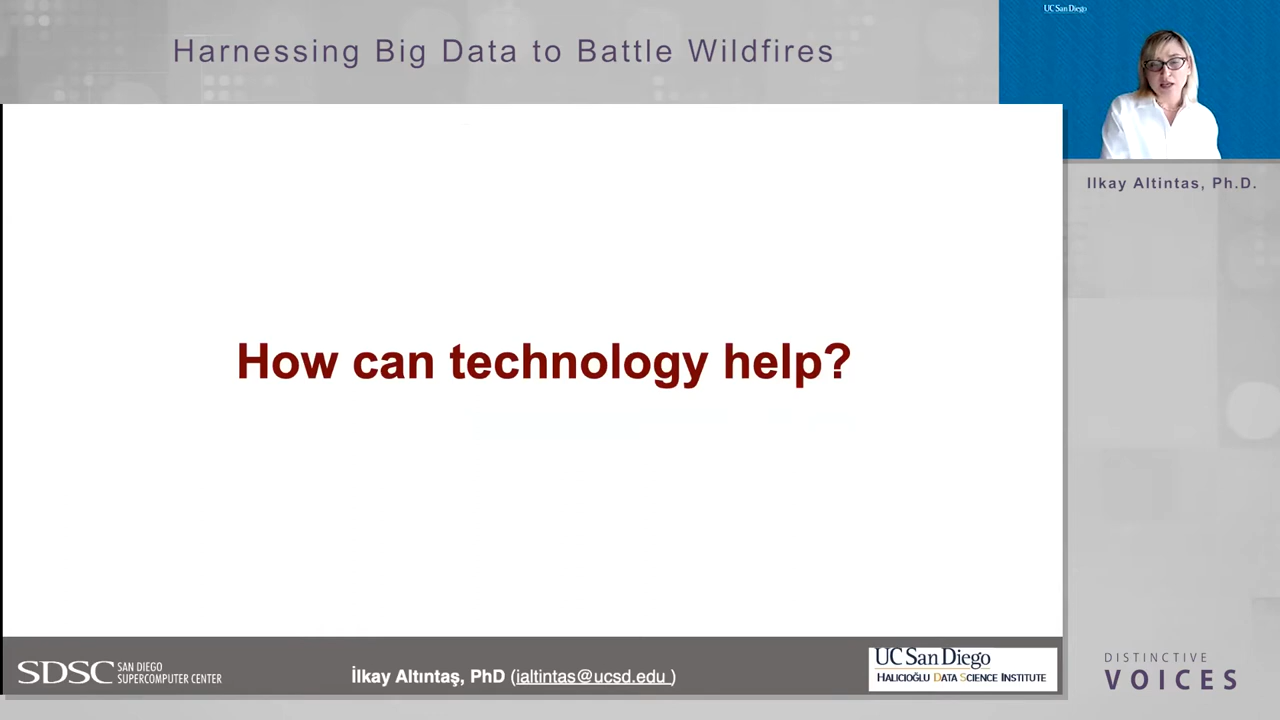 Harnessing Big Data to Battle Wildfires
UC San Diego
Ilkay Altintas, Ph.D.
How can technology help?
SDSC SAN DIEGO
SUPERCOMPUTER CENTER
İlkay Altıntaş, PhD (ialtintas@ucsd.edu )
UC San Diego
HALICIOĞLU DATA SCIENCE INSTITUTE
DISTINCTIVE
VOICES